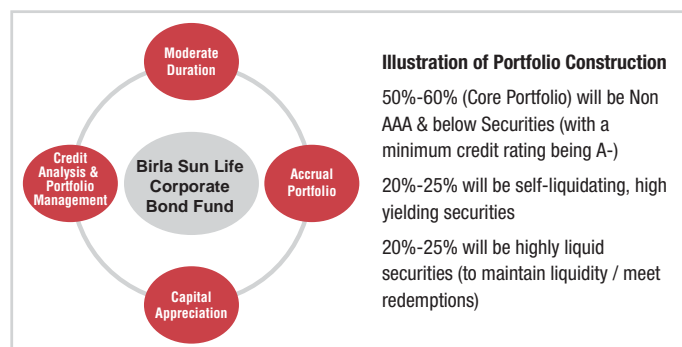 Moderate
Duration
Credit
Analysis &
Portfolio
Management
Birla Sun Life
Corporate
Bond Fund
Accrual
Portfolio
Capital
Appreciation
Illustration of Portfolio Construction
50%-60% (Core Portfolio) will be Non
AAA & below Securities (with a
minimum credit rating being A-)
20%-25% will be self-liquidating, high
yielding securities
20%-25% will be highly liquid
securities (to maintain liquidity / meet
redemptions)